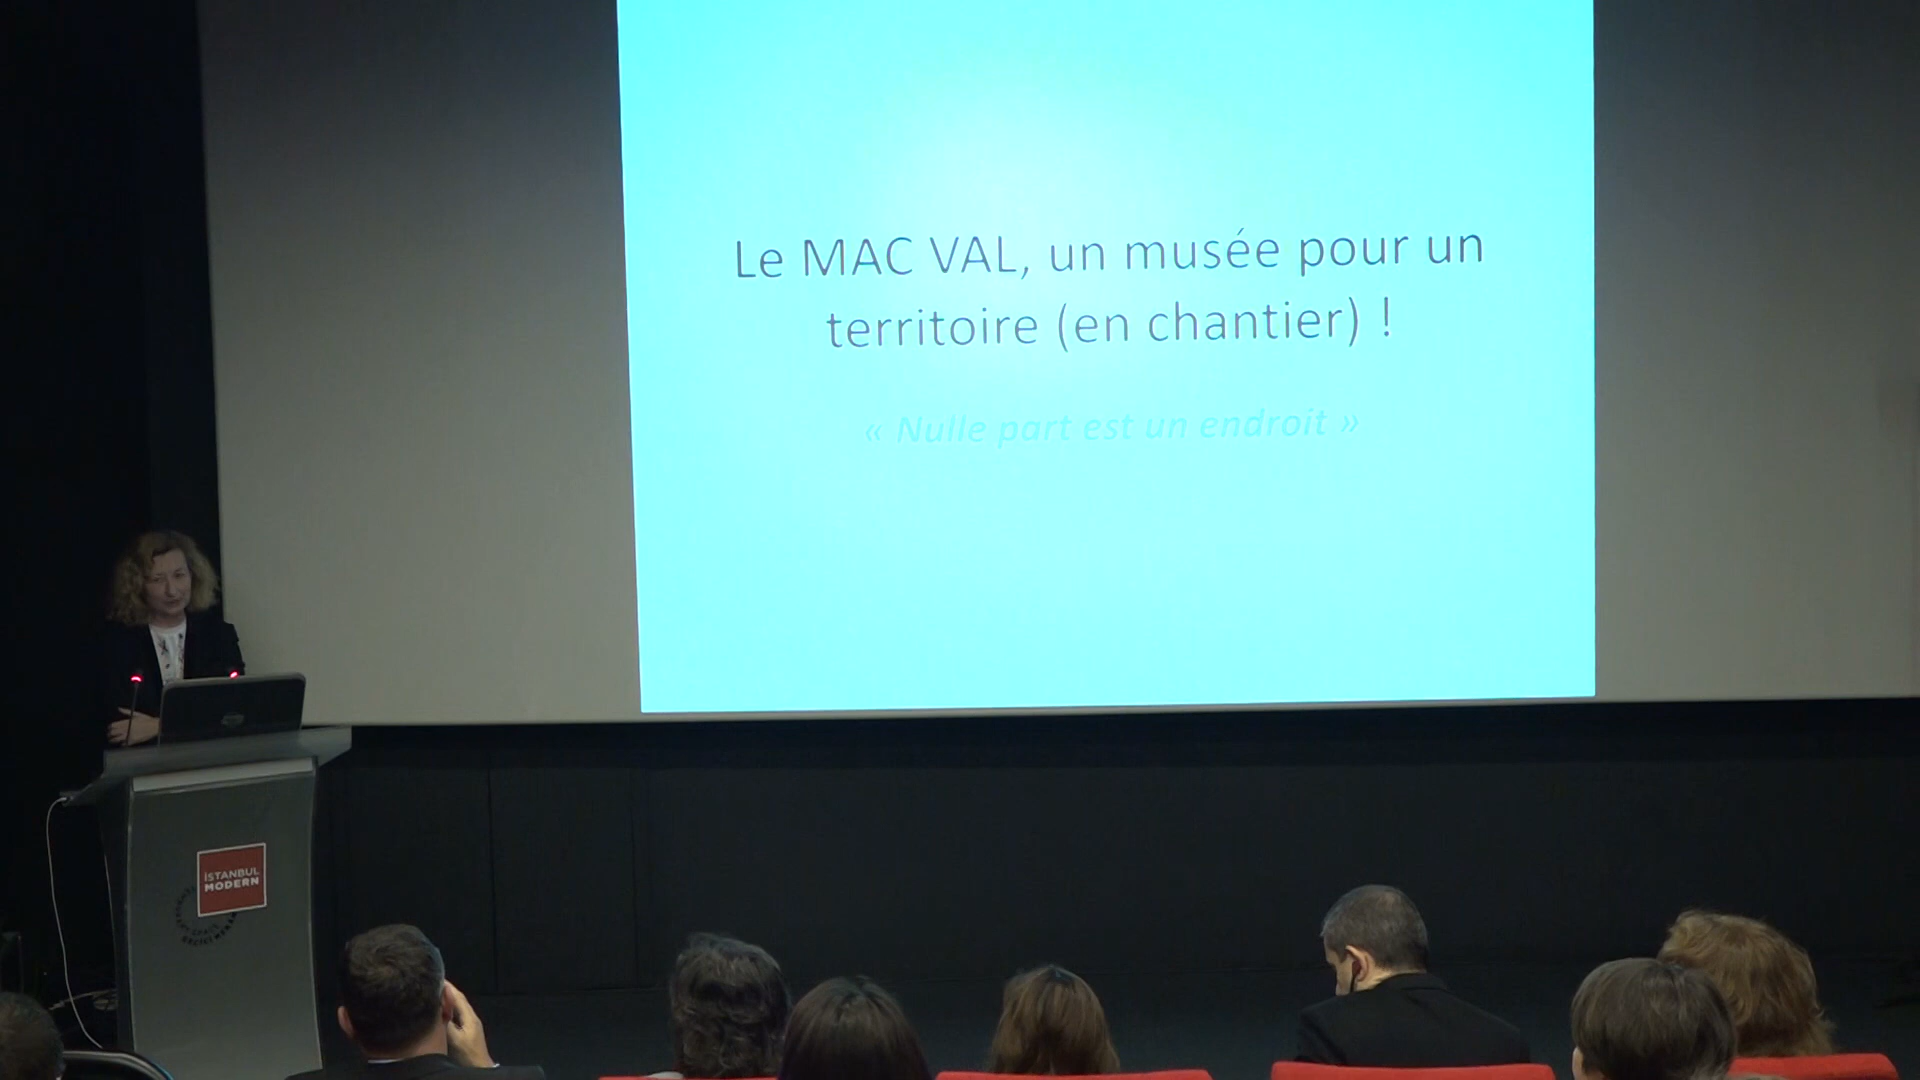 Le MAC VAL, un musée pour un
territoire (en chantier) !
« Nulle part est un endroit »
İSTANBUL
MODERN